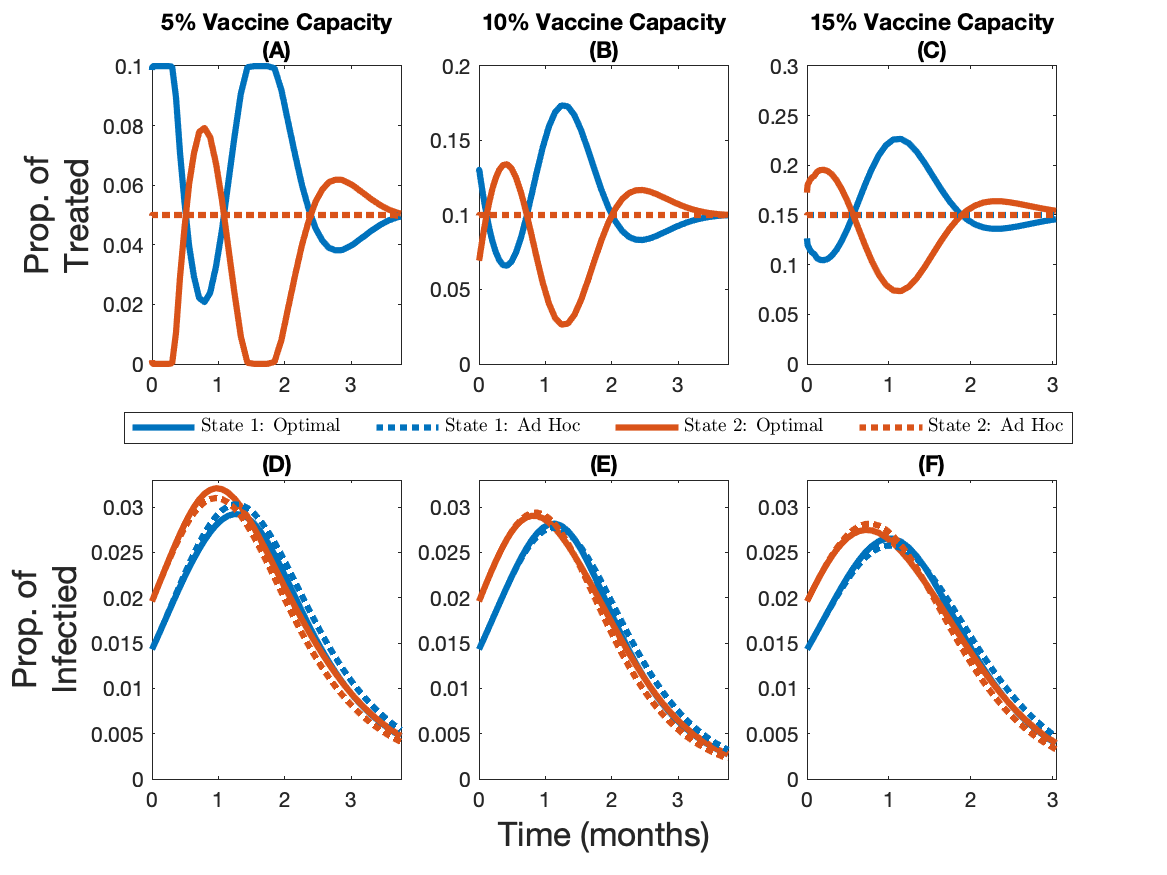 5% Vaccine Capacity
(A)
10% Vaccine Capacity
(B)
15% Vaccine Capacity
(C)
Prop. of
Treated
0.1
0.08
0.06
0.04
0.02
0
0 1 2 3
0.2
0.15
0.1
0.05
0
0 1 2 3
0.3
0.25
0.2
0.15
0.1
0.05
0
0 1 2 3
State 1: Optimal State 1: Ad Hoc State 2: Optimal State 2: Ad Hoc
(D)
(E)
(F)
Prop. of
Infectied
0.03
0.025
0.02
0.015
0.01
0.005
0
0 1 2 3
0.03
0.025
0.02
0.015
0.01
0.005
0
0 1 2 3
0.03
0.025
0.02
0.015
0.01
0.005
0
0 1 2 3
Time (months)